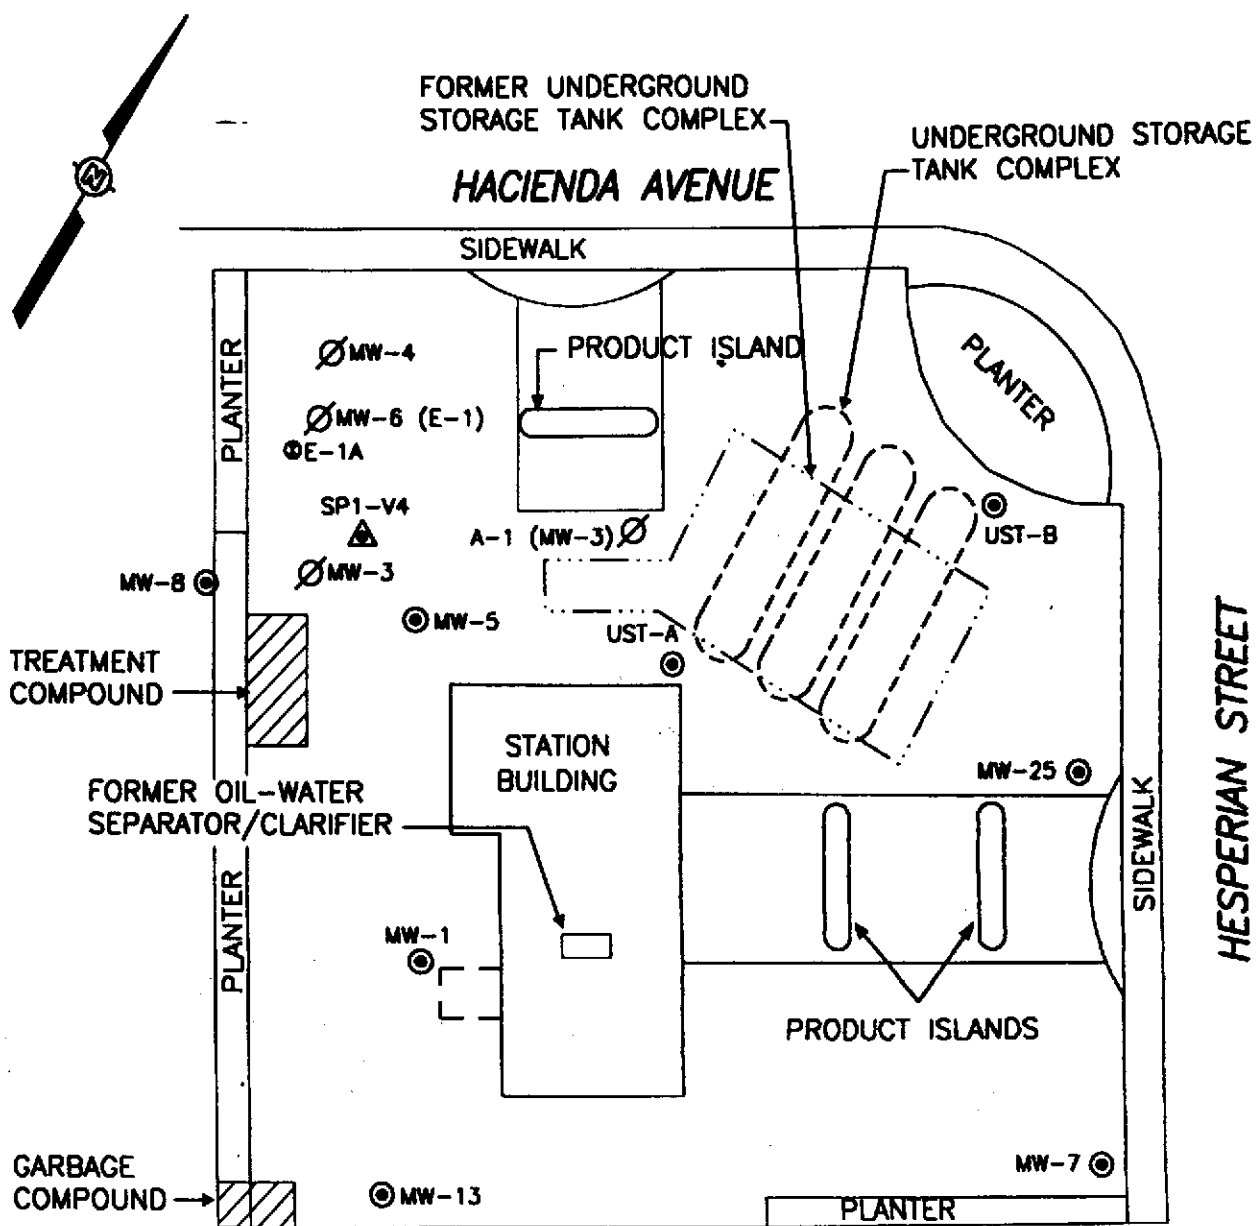 FORMER UNDERGROUND
STORAGE TANK COMPLEX
UNDERGROUND STORAGE
TANK COMPLEX
HACIENDA AVENUE
SIDEWALK
PLANTER
MW-4
PRODUCT ISLAND
PLANTER
MW-6 (E-1)
E-1A
SP1-V4
A-1 (MW-3)
UST-B
MW-3
MW-8
MW-5
UST-A
TREATMENT
COMPOUND
HESPERIAN STREET
STATION
BUILDING
MW-25
FORMER OIL-WATER
SEPARATOR/CLARIFIER
SIDEWALK
PLANTER
MW-1
PRODUCT ISLANDS
GARBAGE
COMPOUND
MW-13
MW-7
PLANTER